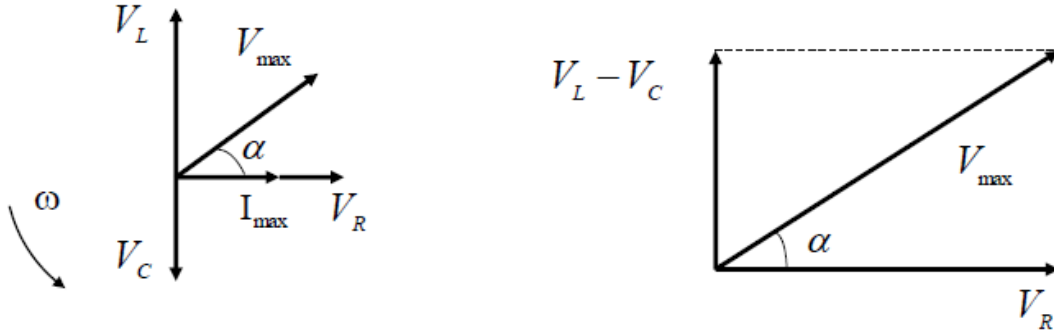 V_L
V_max
α
ω
I_max
V_R
V_C
V_L − V_C
V_max
α
V_R